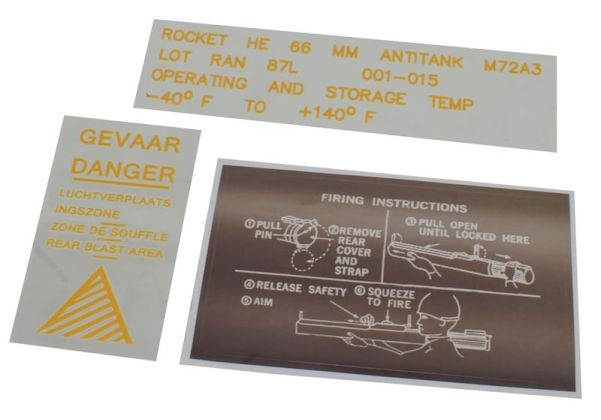 ROCKET HE 66 MM ANTITANK M72A3
LOT RAN 87L 001-015
OPERATING AND STORAGE TEMP
-40° F TO +140° F
GEVAAR
DANGER
LUCHTVERPLAATS
INGSZONE
ZONE DE SOUFFLE
REAR BLAST AREA
FIRING INSTRUCTIONS
① PULL
PIN
② REMOVE
REAR
COVER
AND
STRAP
③ PULL OPEN
UNTIL LOCKED HERE
④ RELEASE SAFETY
⑤ AIM
⑥ SQUEEZE
TO FIRE